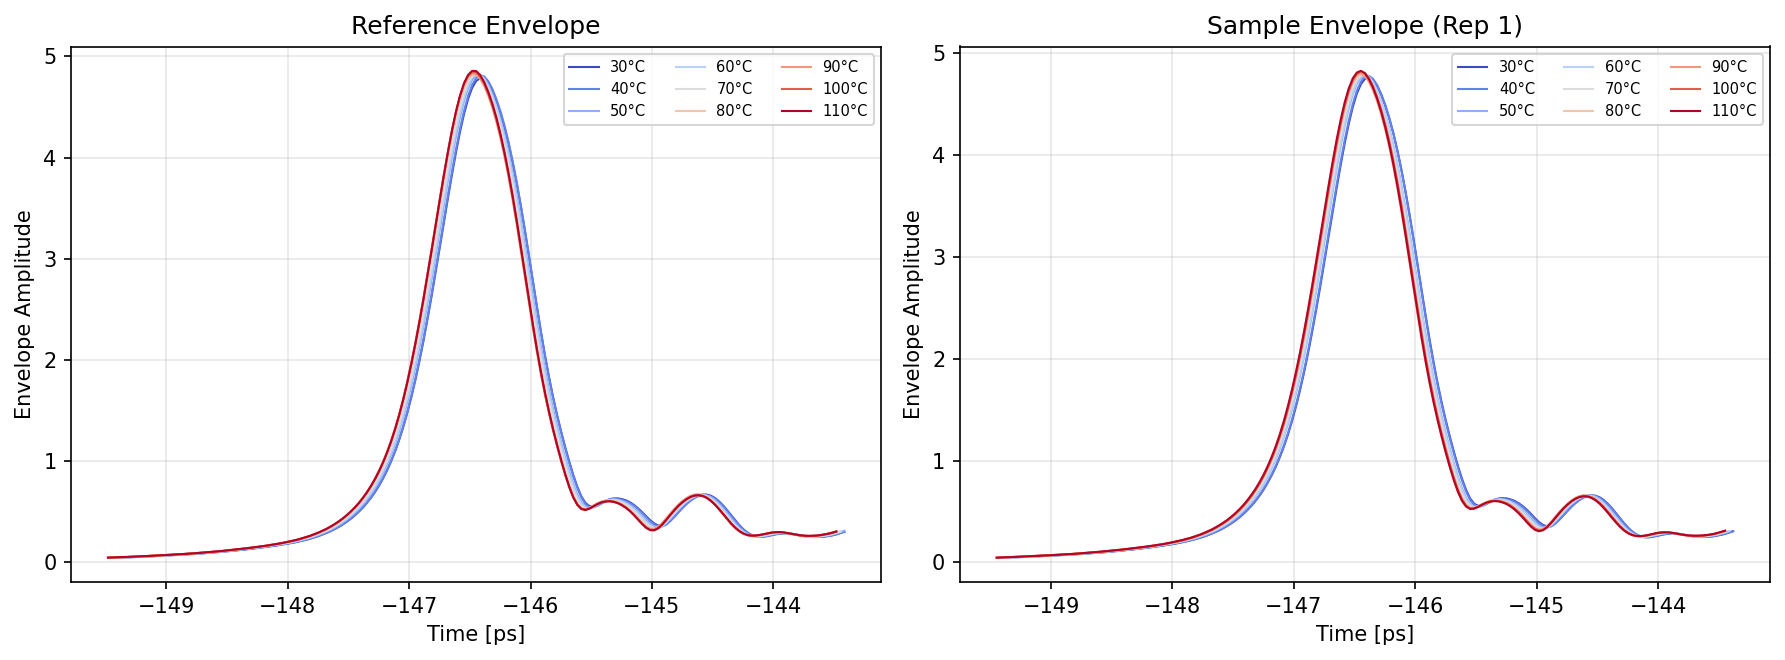 Reference Envelope
Envelope Amplitude
5
4
3
2
1
0
30°C 60°C 90°C
40°C 70°C 100°C
50°C 80°C 110°C
−149 −148 −147 −146 −145 −144
Time [ps]
Sample Envelope (Rep 1)
Envelope Amplitude
5
4
3
2
1
0
30°C 60°C 90°C
40°C 70°C 100°C
50°C 80°C 110°C
−149 −148 −147 −146 −145 −144
Time [ps]